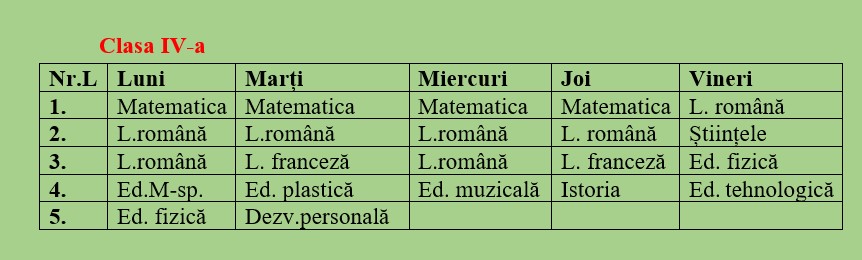 Clasa IV-a
Nr.L Luni Marți Miercuri Joi Vineri
1. Matematica Matematica Matematica Matematica L. română
2. L.română L.română L.română L. română Științele
3. L.română L. franceză L.română L. franceză Ed. fizică
4. Ed.M-sp. Ed. plastică Ed. muzicală Istoria Ed. tehnologică
5. Ed. fizică Dezv.personală